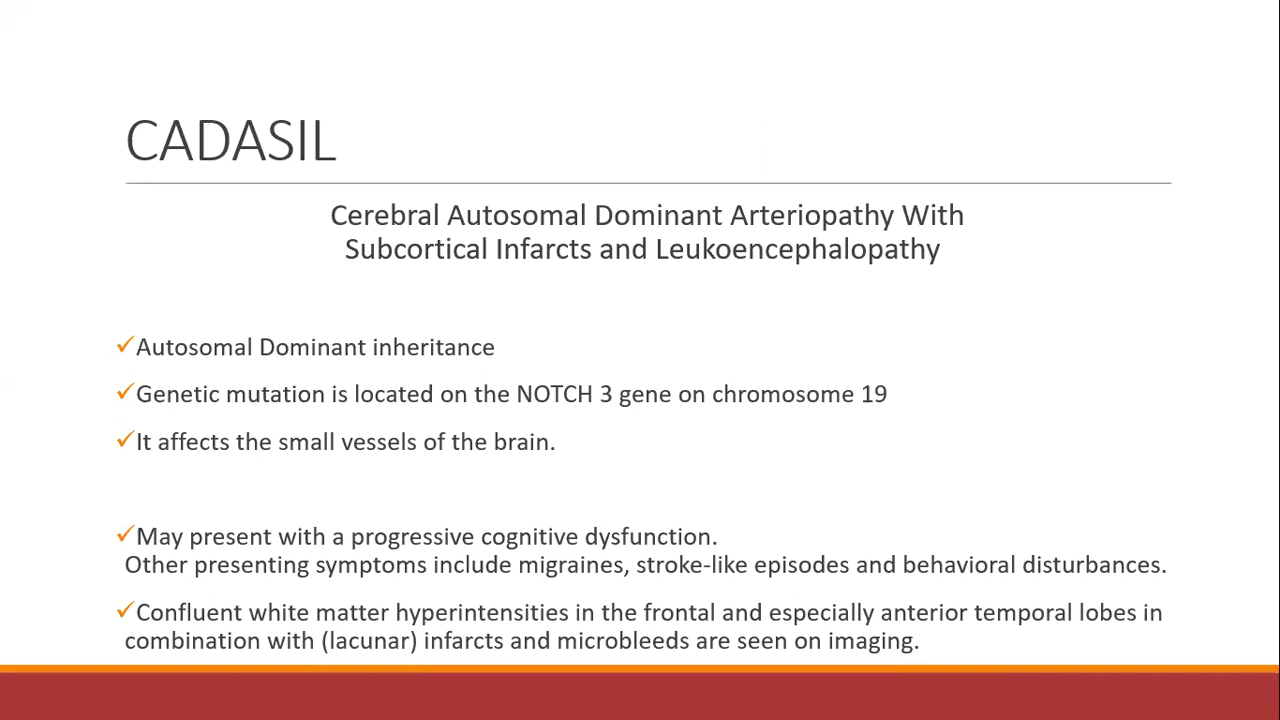 CADASIL
Cerebral Autosomal Dominant Arteriopathy With
Subcortical Infarcts and Leukoencephalopathy
✓Autosomal Dominant inheritance
✓Genetic mutation is located on the NOTCH 3 gene on chromosome 19
✓It affects the small vessels of the brain.
✓May present with a progressive cognitive dysfunction.
Other presenting symptoms include migraines, stroke-like episodes and behavioral disturbances.
✓Confluent white matter hyperintensities in the frontal and especially anterior temporal lobes in
combination with (lacunar) infarcts and microbleeds are seen on imaging.